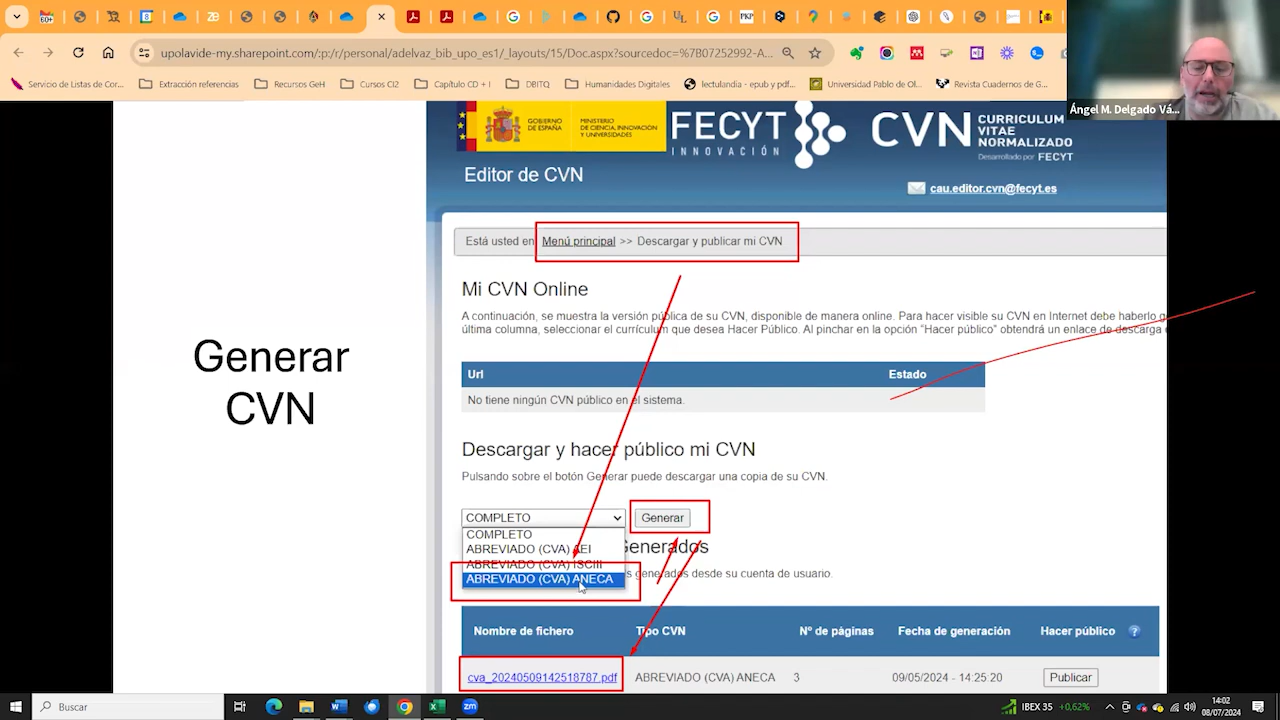 upolavide-my.sharepoint.com/:p:/r/personal/adelvaz_bib_upo_es1/_layouts/15/Doc.aspx?sourcedoc=%7B07252992-A...
Servicio de Listas de Cor...
Extracción referencias
Recursos GeH
Cursos CI2
Capítulo CD + I
DBITQ
Humanidades Digitales
lectulandia - epub y pdf...
Universidad Pablo de Ol...
Revista Cuadernos de G...
Ángel M. Delgado Vá...
GOBIERNO
DE ESPAÑA
MINISTERIO
DE CIENCIA, INNOVACIÓN
Y UNIVERSIDADES
FECYT
INNOVACIÓN
CVN
CURRICULUM
VITAE
NORMALIZADO
Desarrollado por FECYT
Editor de CVN
cau.editor.cvn@fecyt.es
Está usted en
Menú principal >> Descargar y publicar mi CVN
Mi CVN Online
A continuación, se muestra la versión pública de su CVN, disponible de manera online. Para hacer visible su CVN en Internet debe haberlo
última columna, seleccionar el currículum que desea Hacer Público. Al pinchar en la opción "Hacer público" obtendrá un enlace de descarga
Url Estado
No tiene ningún CVN público en el sistema.
Generar
CVN
Descargar y hacer público mi CVN
Pulsando sobre el botón Generar puede descargar una copia de su CVN.
COMPLETO Generar
COMPLETO
ABREVIADO (CVA) AEI
ABREVIADO (CVA) ISCIII
ABREVIADO (CVA) ANECA
Generados
generados desde su cuenta de usuario.
Nombre de fichero Tipo CVN Nº de páginas Fecha de generación Hacer público ?
cva_20240509142518787.pdf ABREVIADO (CVA) ANECA 3 09/05/2024 - 14:25:20 Publicar
Buscar
IBEX 35 +0,62%
14:02
08/07/2024